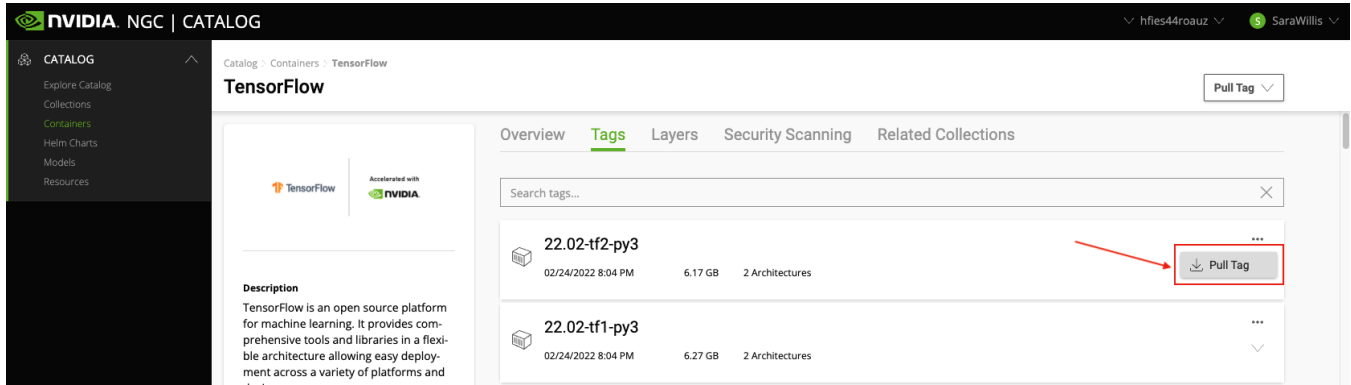 NVIDIA. NGC | CATALOG
hfies44roauz
S
SaraWillis
CATALOG
Explore Catalog
Collections
Containers
Helm Charts
Models
Resources
Catalog > Containers > TensorFlow
TensorFlow
Pull Tag
TensorFlow
Accelerated with
NVIDIA.
Description
TensorFlow is an open source platform
for machine learning. It provides com-
prehensive tools and libraries in a flexi-
ble architecture allowing easy deploy-
ment across a variety of platforms and
Overview Tags Layers Security Scanning Related Collections
Search tags...
22.02-tf2-py3
02/24/2022 8:04 PM 6.17 GB 2 Architectures
Pull Tag
22.02-tf1-py3
02/24/2022 8:04 PM 6.27 GB 2 Architectures